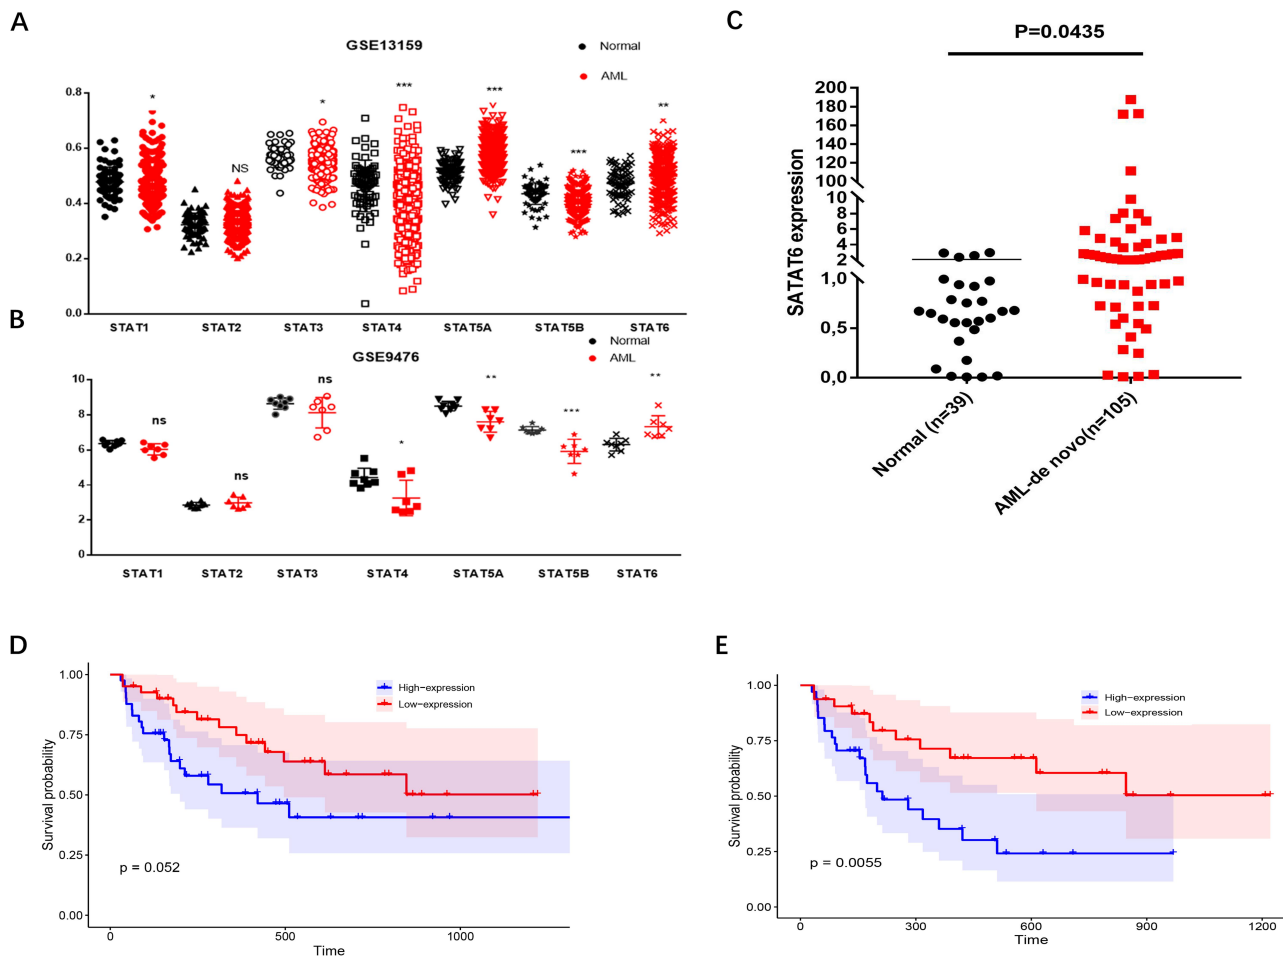 A
GSE13159
Normal
AML
0.8
0.6
0.4
0.2
0.0
*
NS
*
***
***
***
**
STAT1
STAT2
STAT3
STAT4
STAT5A
STAT5B
STAT6
B
GSE9476
Normal
AML
10
8
6
4
2
0
ns
ns
ns
*
**
***
**
STAT1
STAT2
STAT3
STAT4
STAT5A
STAT5B
STAT6
C
P=0.0435
SATAT6 expression
200
180
160
140
120
100
10
8
6
4
2
1,0
0,5
0,0
Normal (n=39)
AML-de novo(n=105)
D
Survival probability
1.00
0.75
0.50
0.25
0.00
High-expression
Low-expression
p = 0.052
0
500
1000
Time
E
Survival probability
1.00
0.75
0.50
0.25
0.00
High-expression
Low-expression
p = 0.0055
0
300
600
900
1200
Time